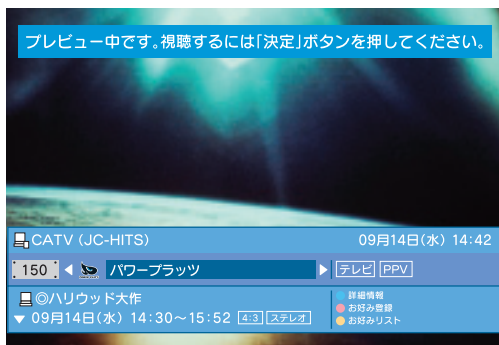 プレビュー中です。視聴するには「決定」ボタンを押してください。
CATV (JC-HITS) 09月14日(水) 14:42
150 パワープラッツ テレビ PPV
◎ハリウッド大作 詳細情報
お好み登録
09月14日(水) 14:30～15:52 4:3 ステレオ お好みリスト